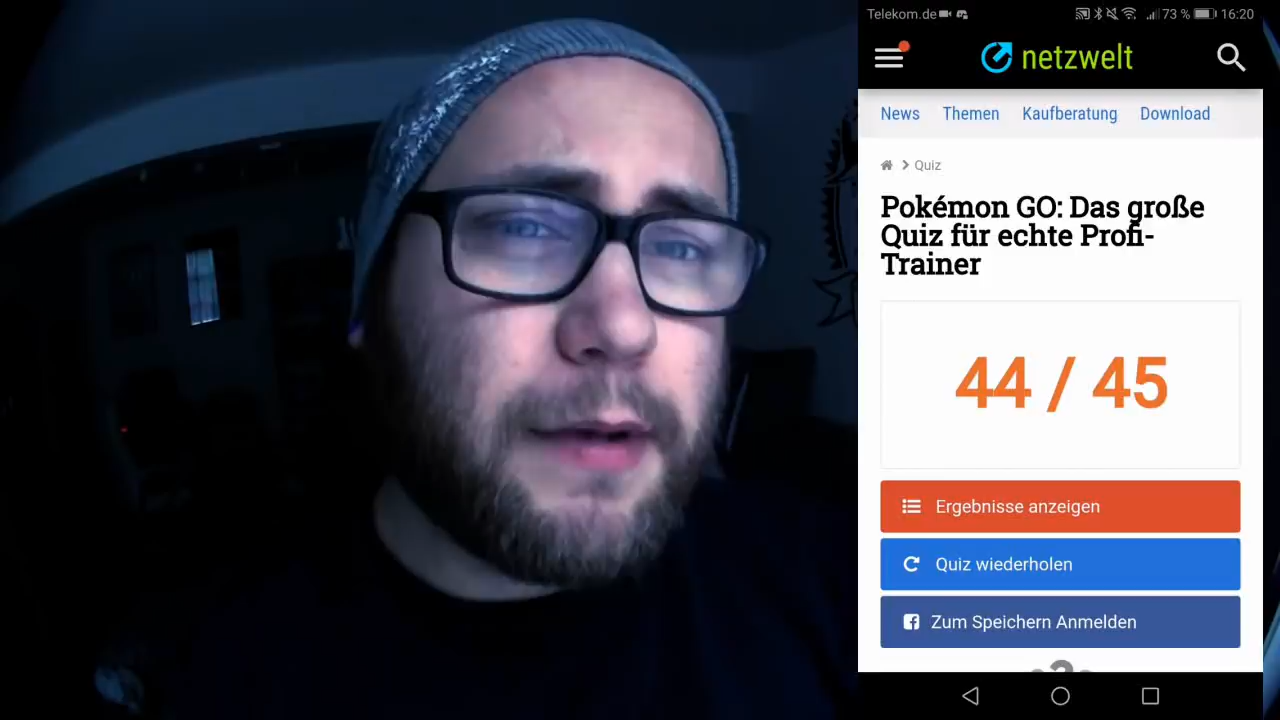 Telekom.de 73 % 16:20
netzwelt
News Themen Kaufberatung Download
Quiz
Pokémon GO: Das große
Quiz für echte Profi-
Trainer
44 / 45
Ergebnisse anzeigen
Quiz wiederholen
Zum Speichern Anmelden